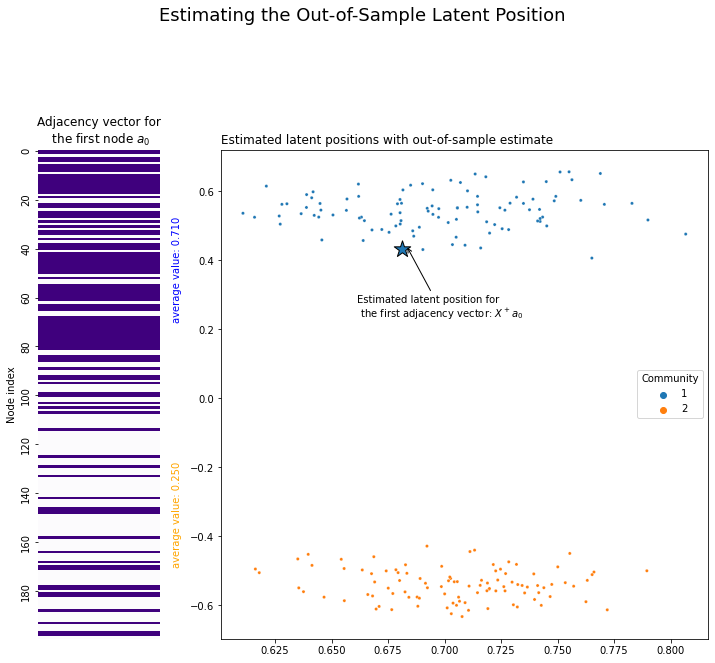 Estimating the Out-of-Sample Latent Position
Adjacency vector for
the first node a₀
Node index
0
20
40
60
80
100
120
140
160
180
average value: 0.710
average value: 0.250
Estimated latent positions with out-of-sample estimate
0.6
0.4
0.2
0.0
−0.2
−0.4
−0.6
Estimated latent position for
the first adjacency vector: X⁺a₀
Community
1
2
0.625
0.650
0.675
0.700
0.725
0.750
0.775
0.800